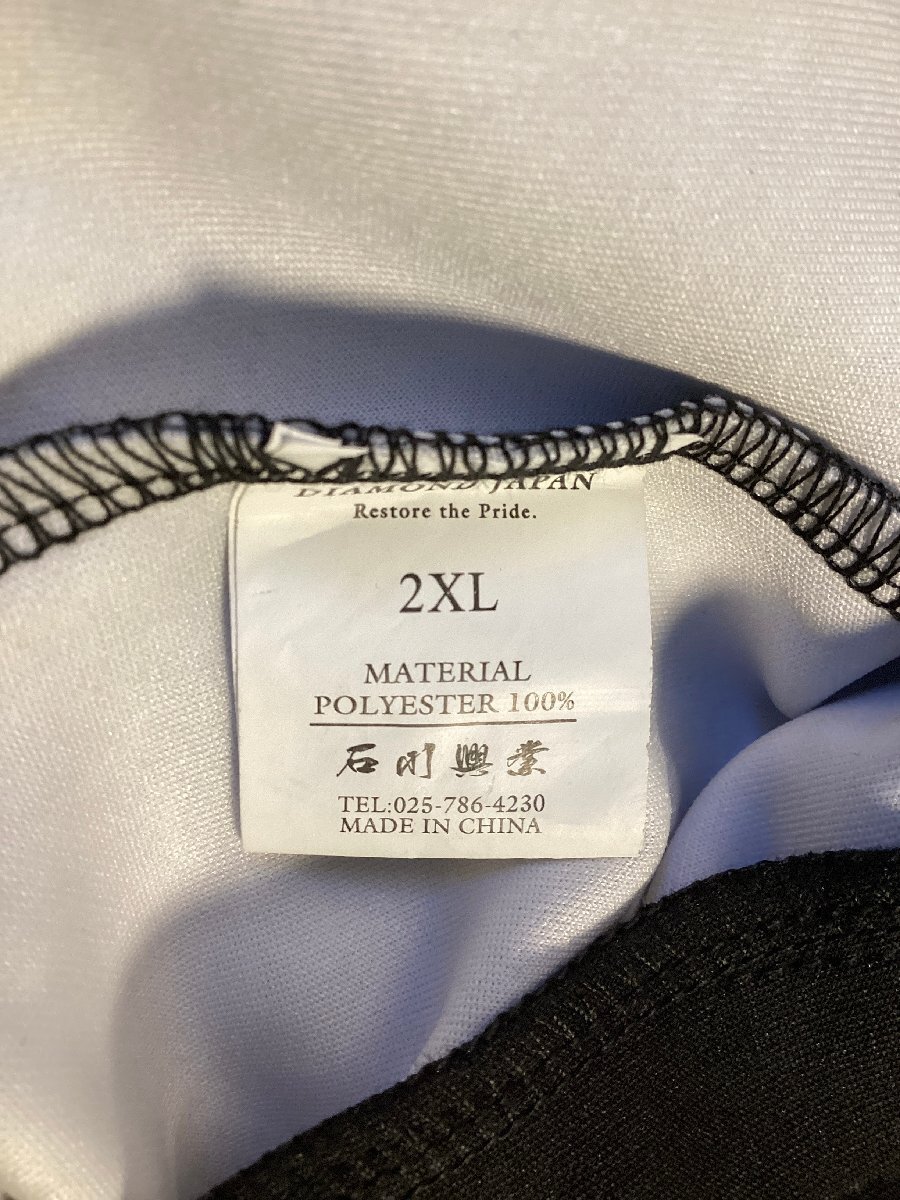 DIAMOND JAPAN
Restore the Pride.
2XL
MATERIAL
POLYESTER 100%
石川興業
TEL:025-786-4230
MADE IN CHINA